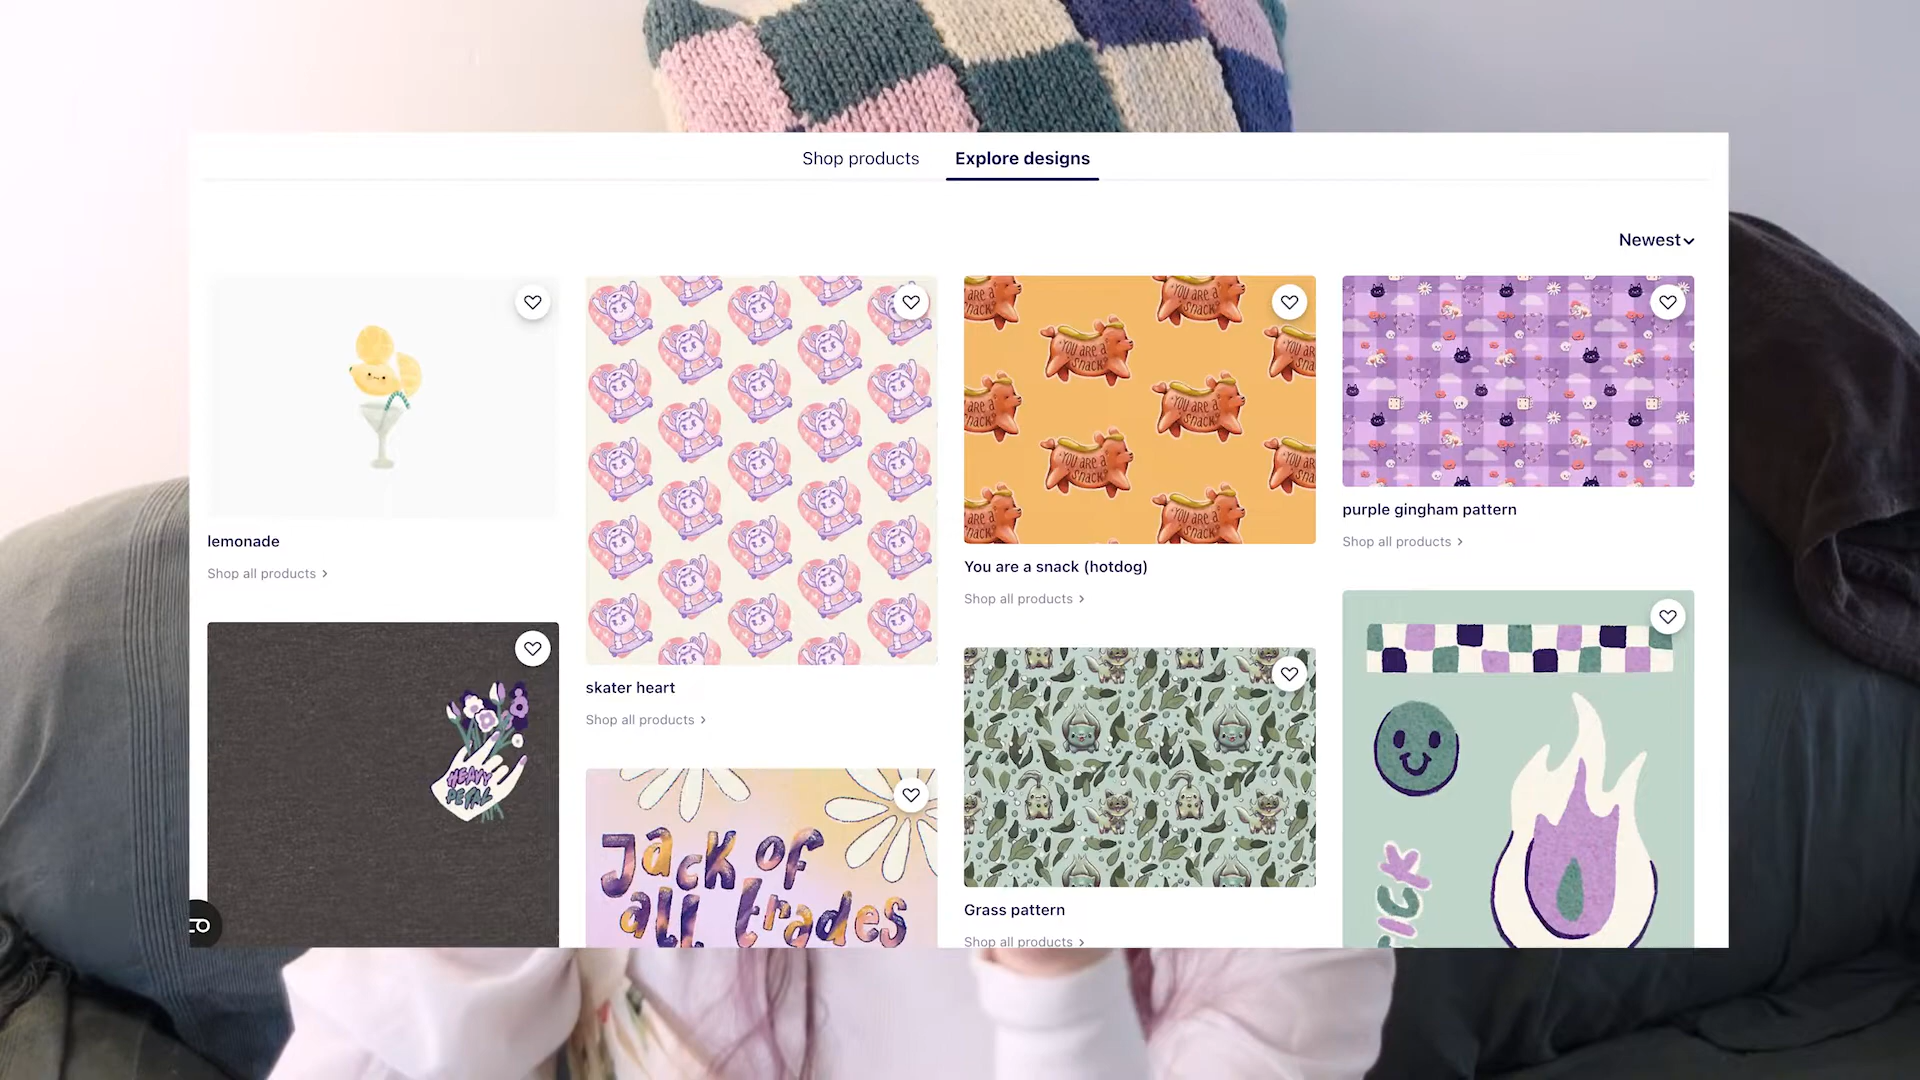 Shop products
Explore designs
Newest
lemonade
Shop all products
HEAVY
PETAL
skater heart
Shop all products
Jack of
all trades
YOU ARE A
SNACK
You are a snack (hotdog)
Shop all products
Grass pattern
Shop all products
purple gingham pattern
Shop all products